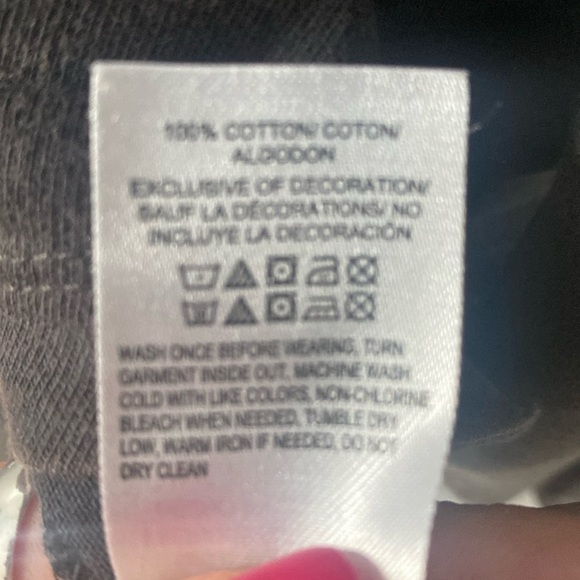 100% COTTON/ COTON/
ALGODON
EXCLUSIVE OF DECORATION/
SAUF LA DÉCORATIONS/ NO
INCLUYE LA DECORACIÓN
WASH ONCE BEFORE WEARING, TURN
GARMENT INSIDE OUT, MACHINE WASH
COLD WITH LIKE COLORS, NON-CHLORINE
BLEACH WHEN NEEDED, TUMBLE DRY
LOW, WARM IRON IF NEEDED, DO NOT
DRY CLEAN